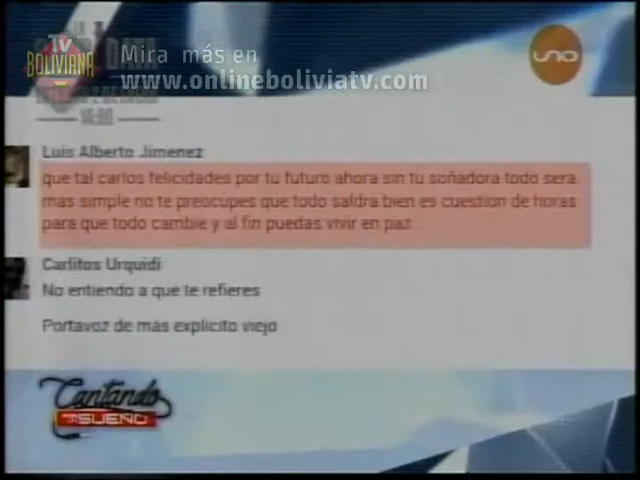 TV
BOLIVIANA
Mira más en
www.onlineboliviatv.com
UNO
Luis Alberto Jimenez
que tal carlos felicidades por tu futuro ahora sin tu soñadora todo sera
mas simple no te preocupes que todo saldra bien es cuestion de horas
para que todo cambie y al fin puedas vivir en paz
Carlitos Urquidi
No entiendo a que te refieres
Portavoz de mas explicito viejo
Cantando
SUEÑO